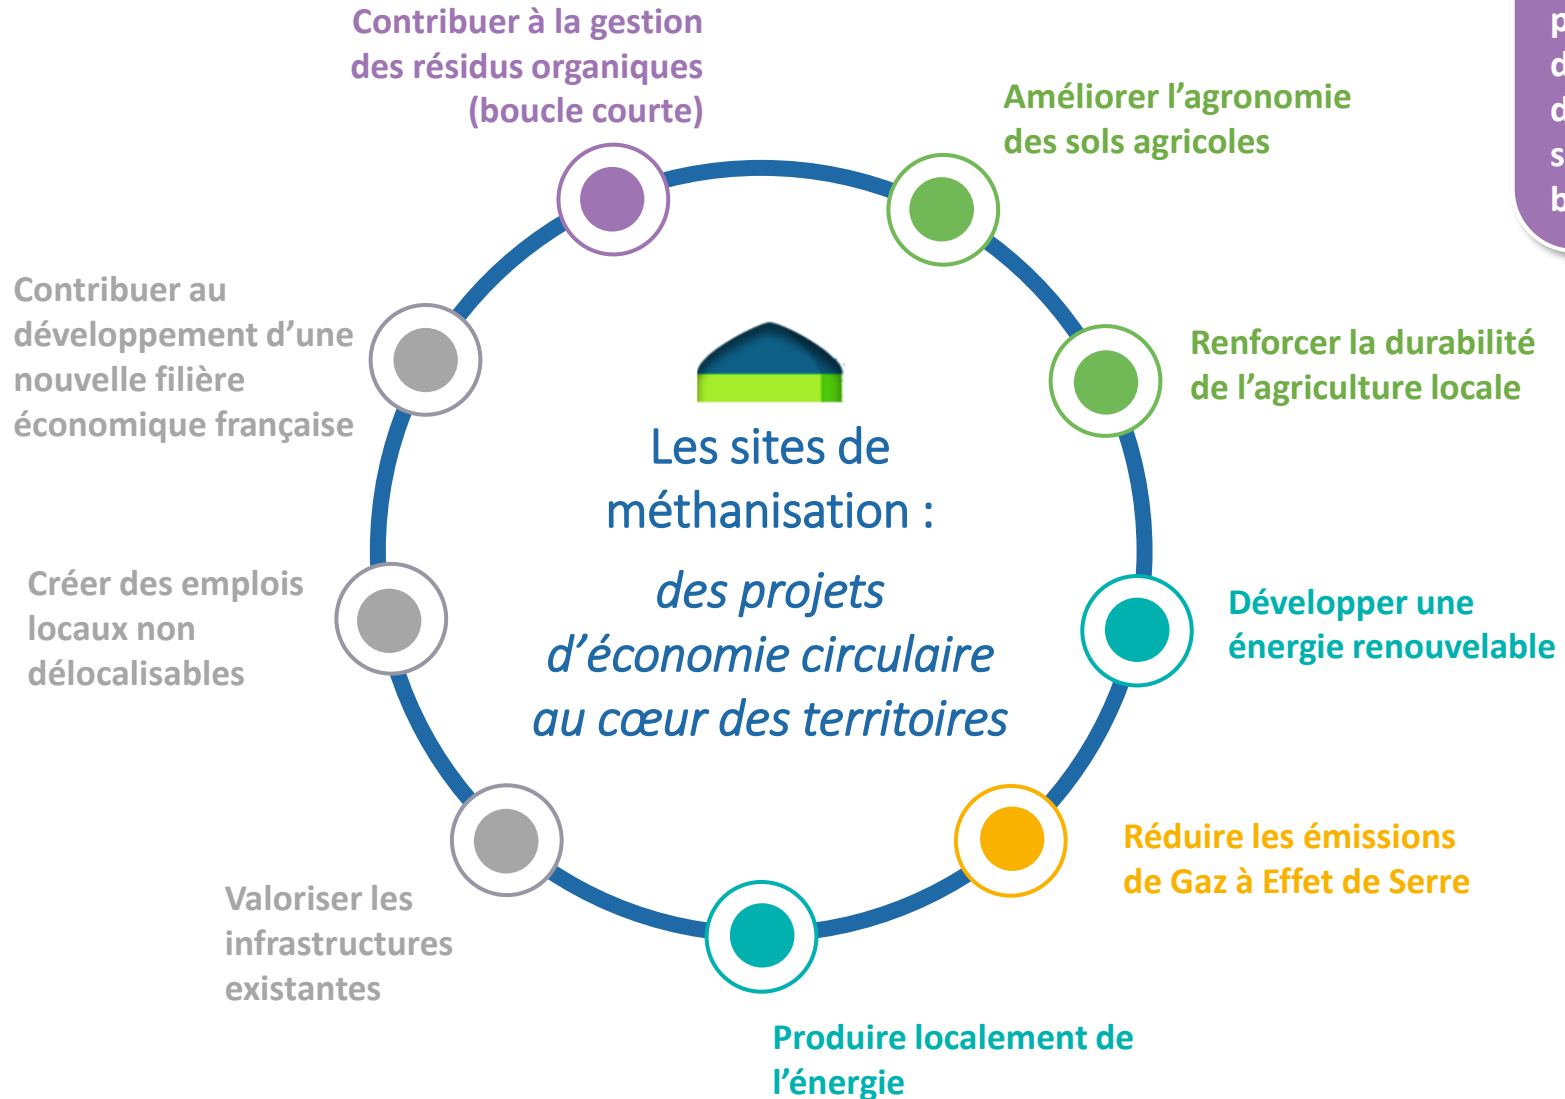 Contribuer à la gestion
des résidus organiques
(boucle courte)
Améliorer l’agronomie
des sols agricoles
Renforcer la durabilité
de l’agriculture locale
Développer une
énergie renouvelable
Réduire les émissions
de Gaz à Effet de Serre
Produire localement de
l’énergie
Valoriser les
infrastructures
existantes
Créer des emplois
locaux non
délocalisables
Contribuer au
développement d’une
nouvelle filière
économique française
Les sites de
méthanisation :
des projets
d’économie circulaire
au cœur des territoires